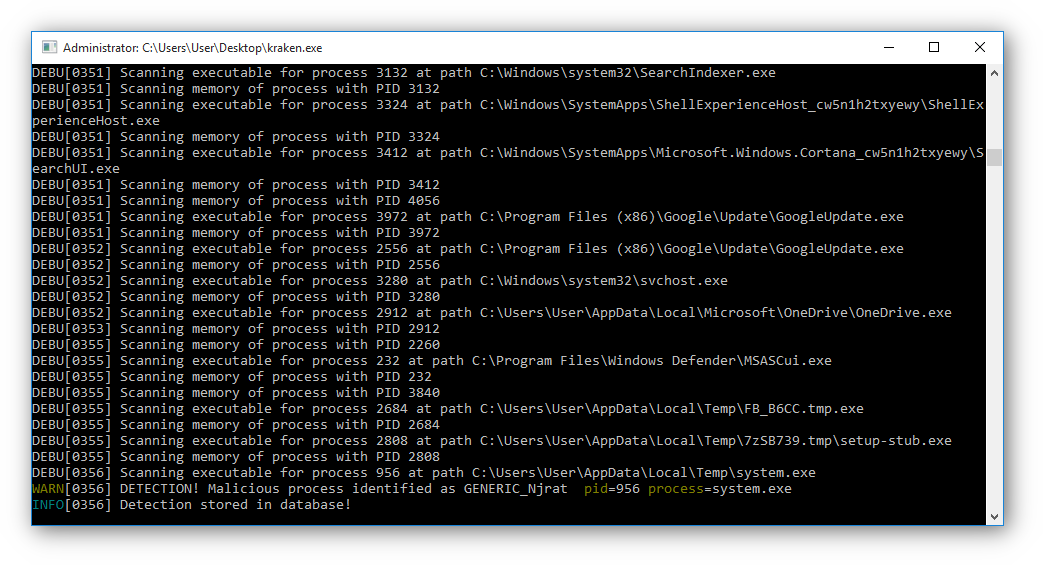 Administrator: C:\Users\User\Desktop\kraken.exe
DEBU[0351] Scanning executable for process 3132 at path C:\Windows\system32\SearchIndexer.exe
DEBU[0351] Scanning memory of process with PID 3132
DEBU[0351] Scanning executable for process 3324 at path C:\Windows\SystemApps\ShellExperienceHost_cw5n1h2txyewy\ShellEx
perienceHost.exe
DEBU[0351] Scanning memory of process with PID 3324
DEBU[0351] Scanning executable for process 3412 at path C:\Windows\SystemApps\Microsoft.Windows.Cortana_cw5n1h2txyewy\S
earchUI.exe
DEBU[0351] Scanning memory of process with PID 3412
DEBU[0351] Scanning memory of process with PID 4056
DEBU[0351] Scanning executable for process 3972 at path C:\Program Files (x86)\Google\Update\GoogleUpdate.exe
DEBU[0351] Scanning memory of process with PID 3972
DEBU[0352] Scanning executable for process 2556 at path C:\Program Files (x86)\Google\Update\GoogleUpdate.exe
DEBU[0352] Scanning memory of process with PID 2556
DEBU[0352] Scanning executable for process 3280 at path C:\Windows\system32\svchost.exe
DEBU[0352] Scanning memory of process with PID 3280
DEBU[0352] Scanning executable for process 2912 at path C:\Users\User\AppData\Local\Microsoft\OneDrive\OneDrive.exe
DEBU[0353] Scanning memory of process with PID 2912
DEBU[0355] Scanning memory of process with PID 2260
DEBU[0355] Scanning executable for process 232 at path C:\Program Files\Windows Defender\MSASCui.exe
DEBU[0355] Scanning memory of process with PID 232
DEBU[0355] Scanning memory of process with PID 3840
DEBU[0355] Scanning executable for process 2684 at path C:\Users\User\AppData\Local\Temp\FB_B6CC.tmp.exe
DEBU[0355] Scanning memory of process with PID 2684
DEBU[0355] Scanning executable for process 2808 at path C:\Users\User\AppData\Local\Temp\7zSB739.tmp\setup-stub.exe
DEBU[0355] Scanning memory of process with PID 2808
DEBU[0356] Scanning executable for process 956 at path C:\Users\User\AppData\Local\Temp\system.exe
WARN[0356] DETECTION! Malicious process identified as GENERIC_Njrat  pid=956 process=system.exe
INFO[0356] Detection stored in database!